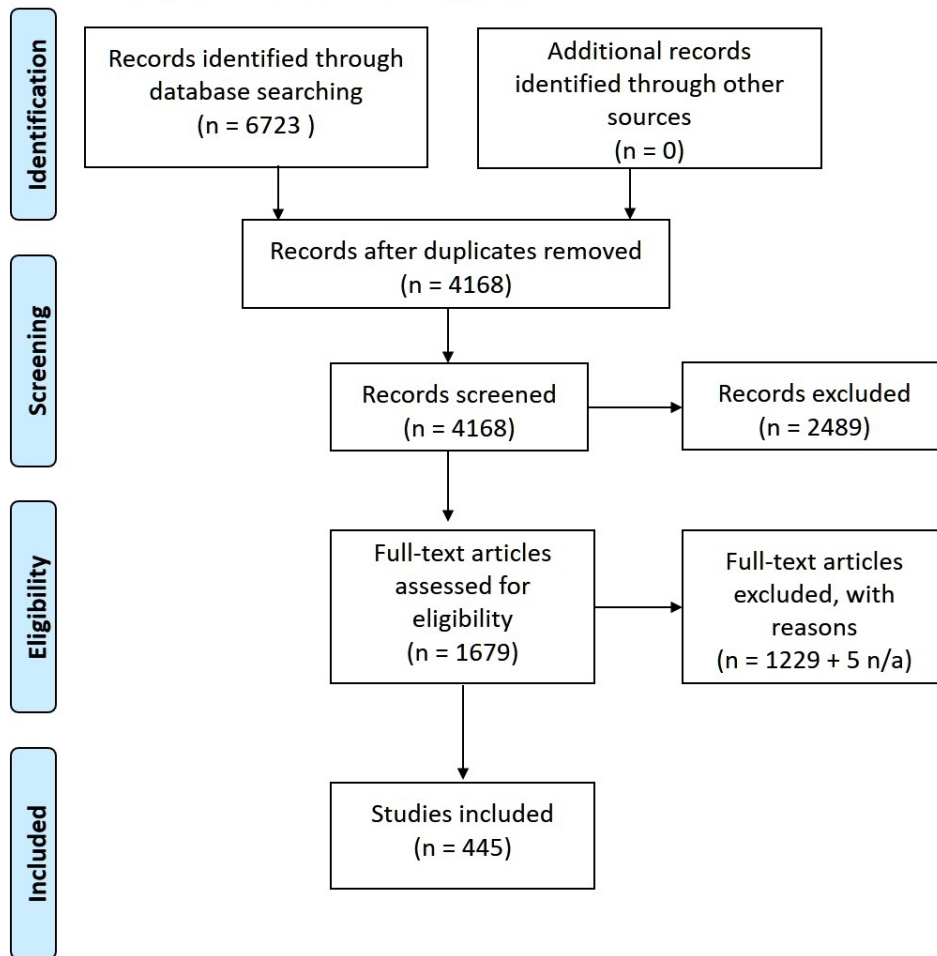 Identification
Records identified through
database searching
(n = 6723 )
Additional records
identified through other
sources
(n = 0)
Records after duplicates removed
(n = 4168)
Screening
Records screened
(n = 4168)
Records excluded
(n = 2489)
Eligibility
Full-text articles
assessed for
eligibility
(n = 1679)
Full-text articles
excluded, with
reasons
(n = 1229 + 5 n/a)
Included
Studies included
(n = 445)